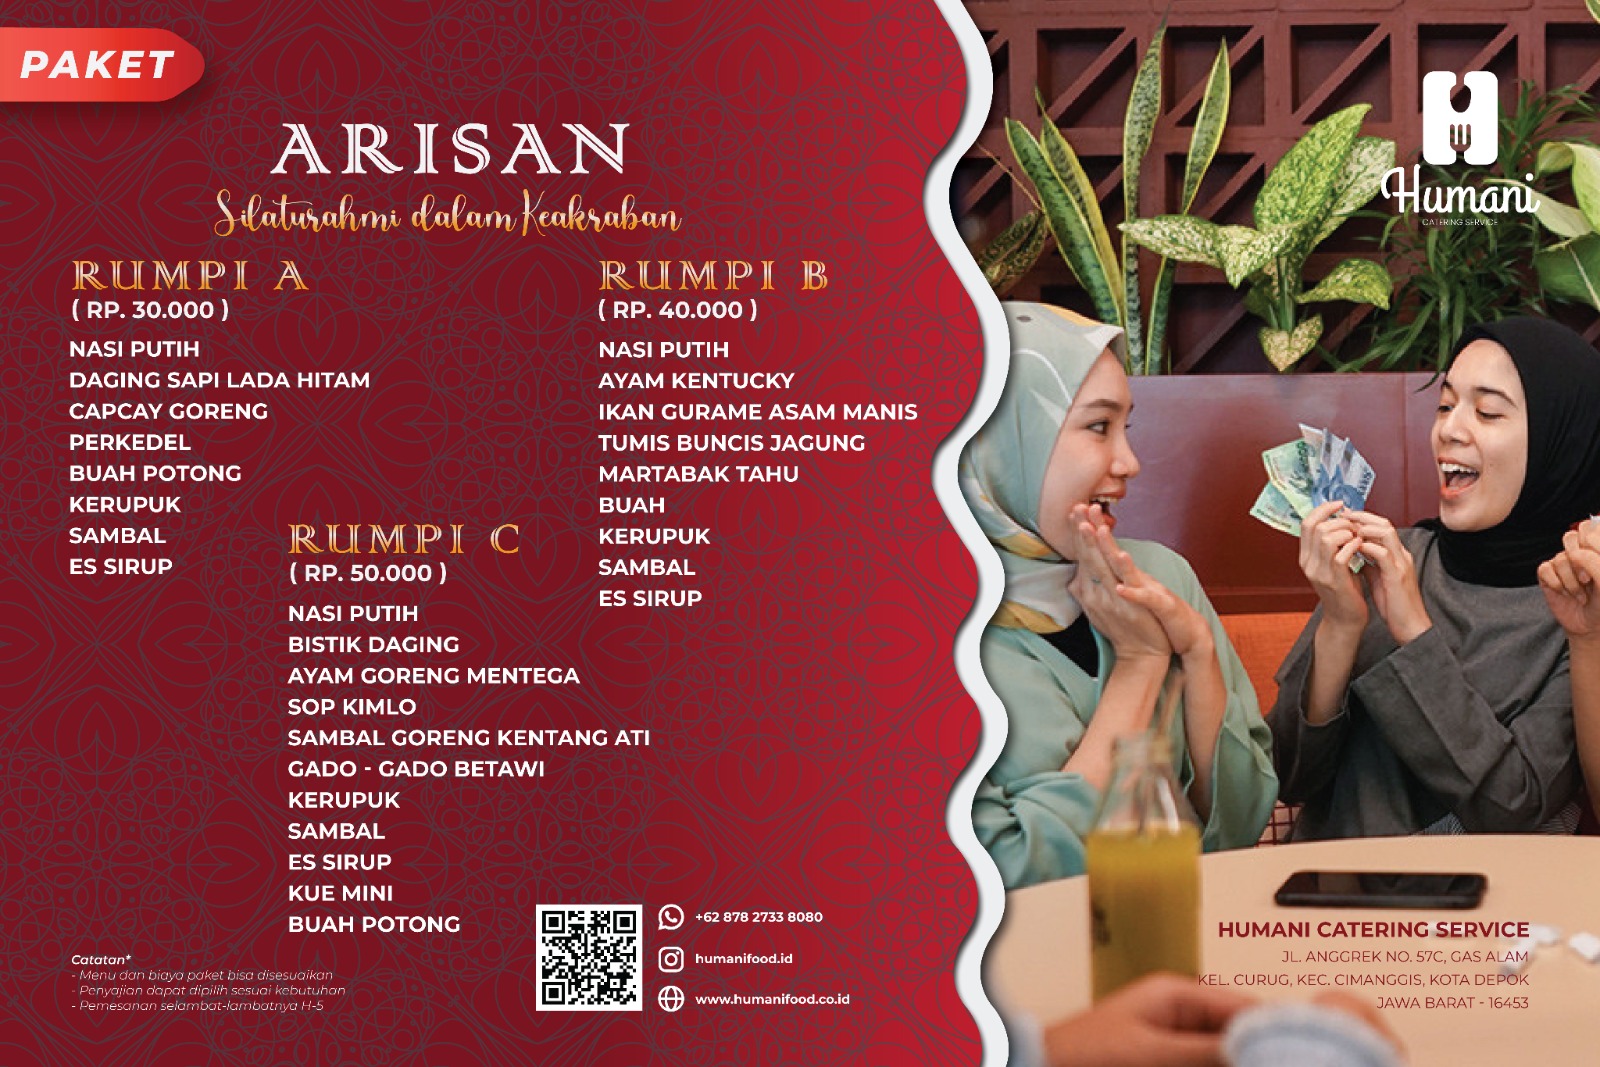 PAKET
ARISAN
Silaturahmi dalam Keakraban
RUMPI A
( RP. 30.000 )
NASI PUTIH
DAGING SAPI LADA HITAM
CAPCAY GORENG
PERKEDEL
BUAH POTONG
KERUPUK
SAMBAL
ES SIRUP
RUMPI B
( RP. 40.000 )
NASI PUTIH
AYAM KENTUCKY
IKAN GURAME ASAM MANIS
TUMIS BUNCIS JAGUNG
MARTABAK TAHU
BUAH
KERUPUK
SAMBAL
ES SIRUP
RUMPI C
( RP. 50.000 )
NASI PUTIH
BISTIK DAGING
AYAM GORENG MENTEGA
SOP KIMLO
SAMBAL GORENG KENTANG ATI
GADO - GADO BETAWI
KERUPUK
SAMBAL
ES SIRUP
KUE MINI
BUAH POTONG
Catatan*
- Menu dan biaya paket bisa disesuaikan
- Penyajian dapat dipilih sesuai kebutuhan
- Pemesanan selambat-lambatnya H-5
+62 878 2733 8080
humanifood.id
www.humanifood.co.id
Humani
CATERING SERVICE
HUMANI CATERING SERVICE
JL. ANGGREK NO. 57C, GAS ALAM
KEL. CURUG, KEC. CIMANGGIS, KOTA DEPOK
JAWA BARAT - 16453